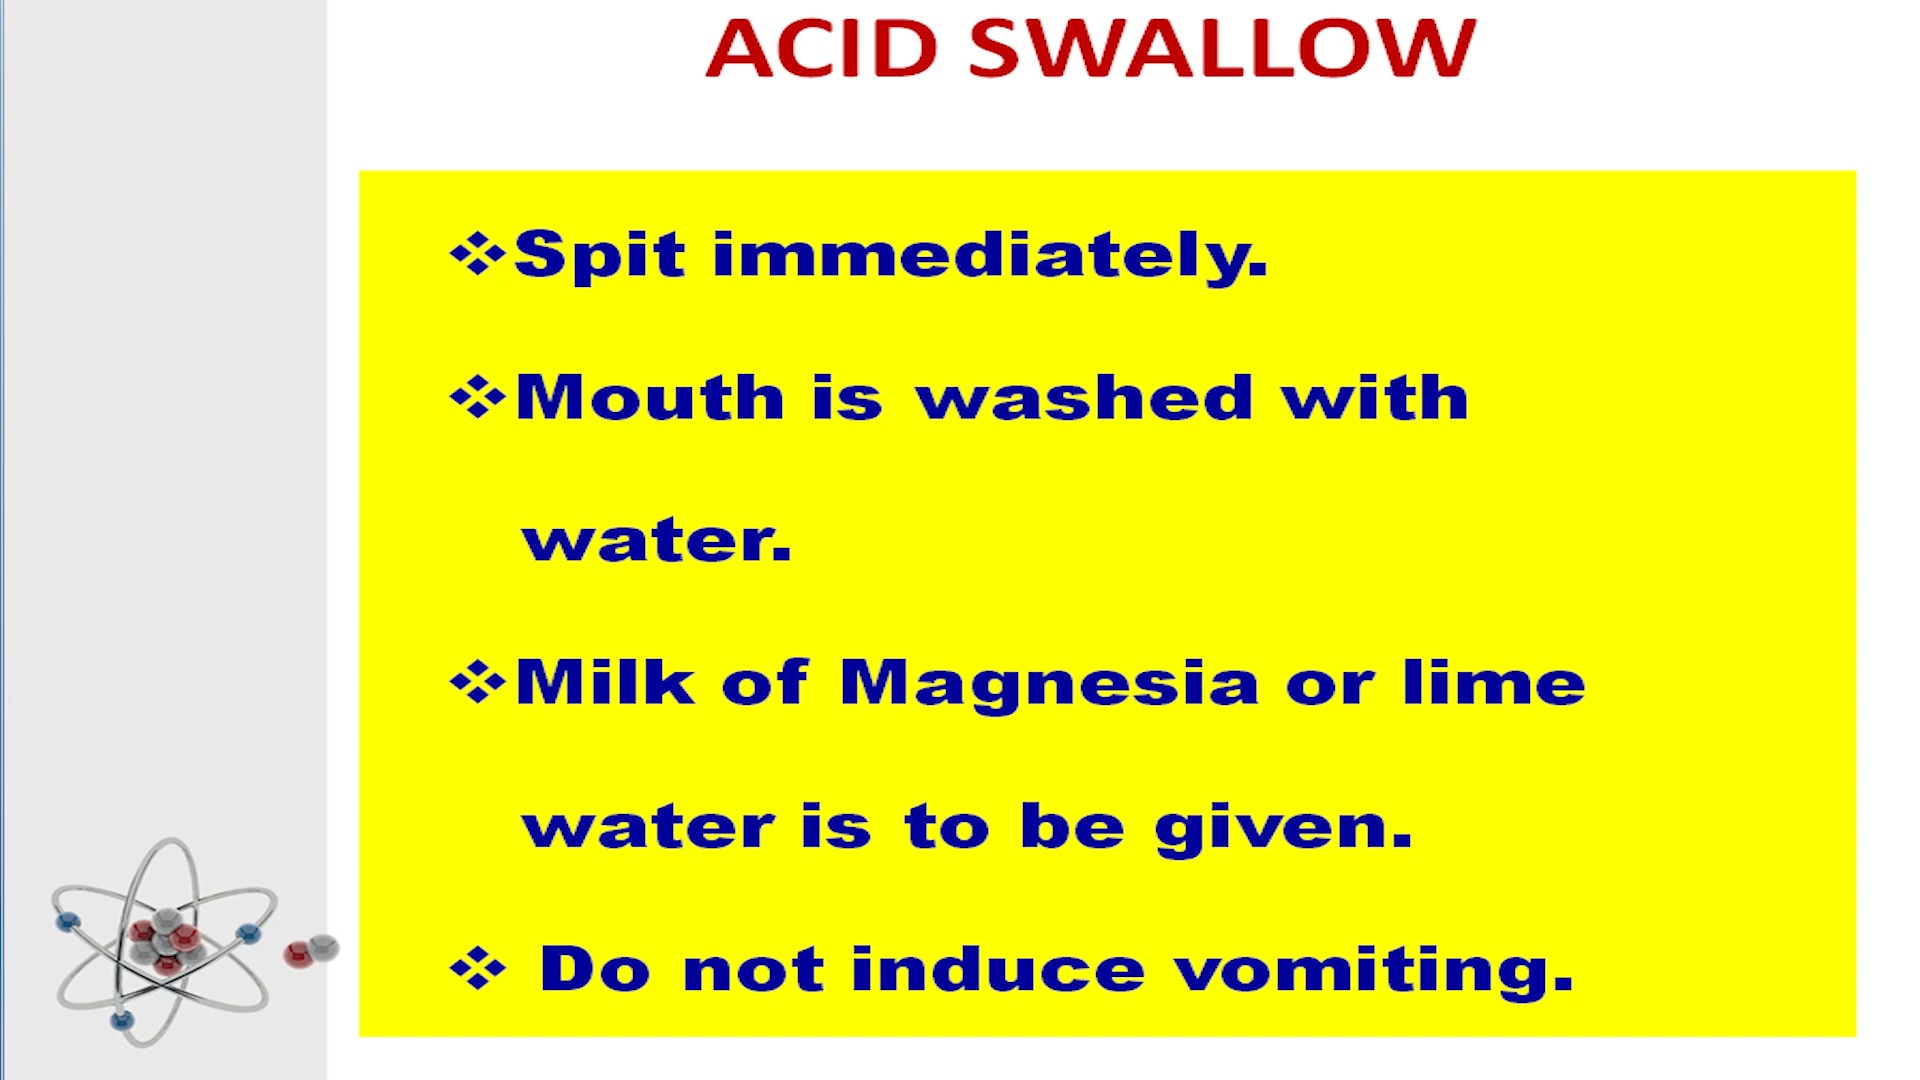 ACID SWALLOW
❖Spit immediately.
❖Mouth is washed with
water.
❖Milk of Magnesia or lime
water is to be given.
❖ Do not induce vomiting.